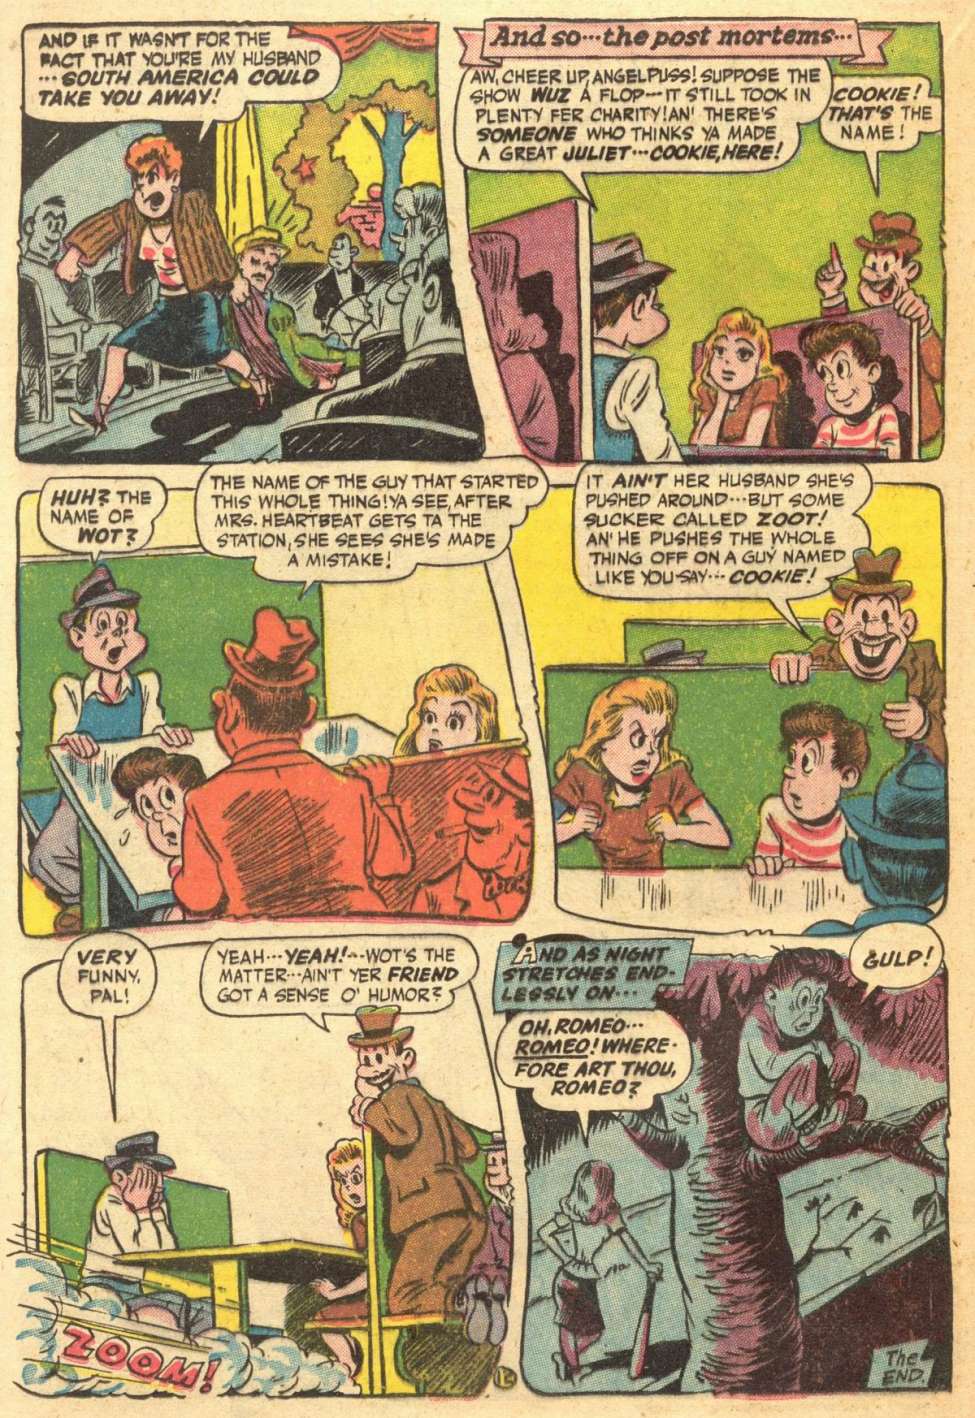 AND IF IT WASN'T FOR THE
FACT THAT YOU'RE MY HUSBAND
...SOUTH AMERICA COULD
TAKE YOU AWAY!
And so...the post mortems...
AW, CHEER UP, ANGELPUSS! SUPPOSE THE
SHOW WUZ A FLOP--IT STILL TOOK IN
PLENTY FER CHARITY! AN' THERE'S
SOMEONE WHO THINKS YA MADE
A GREAT JULIET...COOKIE, HERE!
COOKIE!
THAT'S THE
NAME!
HUH? THE
NAME OF
WOT?
THE NAME OF THE GUY THAT STARTED
THIS WHOLE THING! YA SEE, AFTER
MRS. HEARTBEAT GETS TA THE
STATION, SHE SEES SHE'S MADE
A MISTAKE!
IT AIN'T HER HUSBAND SHE'S
PUSHED AROUND...BUT SOME
SUCKER CALLED ZOOT!
AN' HE PUSHES THE WHOLE
THING OFF ON A GUY NAMED
LIKE YOU-SAY...COOKIE!
VERY
FUNNY,
PAL!
YEAH...YEAH!--WOT'S THE
MATTER...AIN'T YER FRIEND
GOT A SENSE O' HUMOR?
ZOOM!
12
AND AS NIGHT
STRETCHES END-
LESSLY ON...
OH, ROMEO...
ROMEO! WHERE-
FORE ART THOU,
ROMEO?
GULP!
The
END.